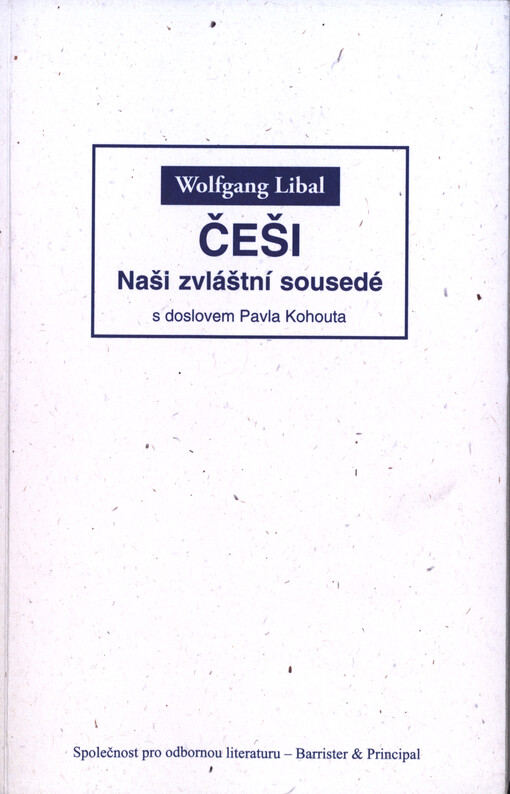 Wolfgang Libal
ČEŠI
Naši zvláštní sousedé
s doslovem Pavla Kohouta
Společnost pro odbornou literaturu – Barrister & Principal